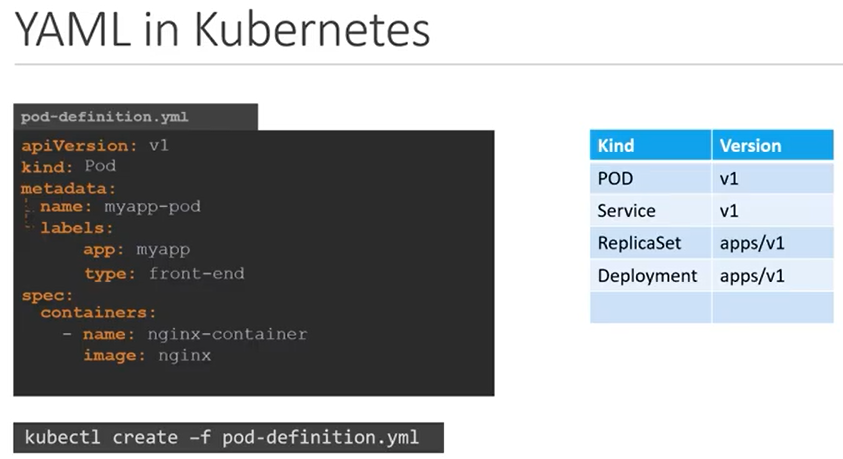 YAML in Kubernetes
pod-definition.yml
apiVersion: v1
kind: Pod
metadata:
name: myapp-pod
labels:
app: myapp
type: front-end
spec:
containers:
- name: nginx-container
image: nginx
kubectl create –f pod-definition.yml
Kind Version
POD v1
Service v1
ReplicaSet apps/v1
Deployment apps/v1